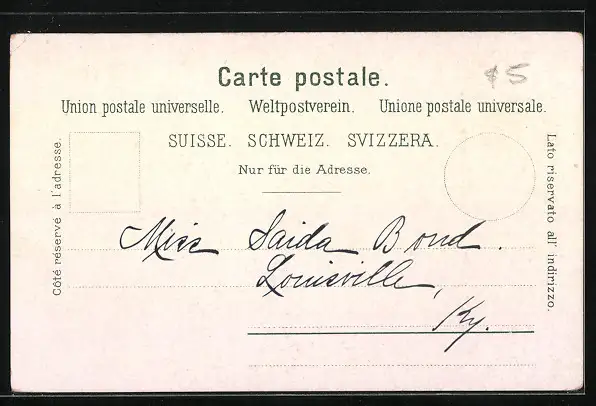 Carte postale.
$5
Union postale universelle. Weltpostverein. Unione postale universale.
SUISSE. SCHWEIZ. SVIZZERA.
Nur für die Adresse.
Côté réservé à l'adresse.
Lato riservato all' indirizzo.
Miss Saida Bond.
Louisville,
Ky.